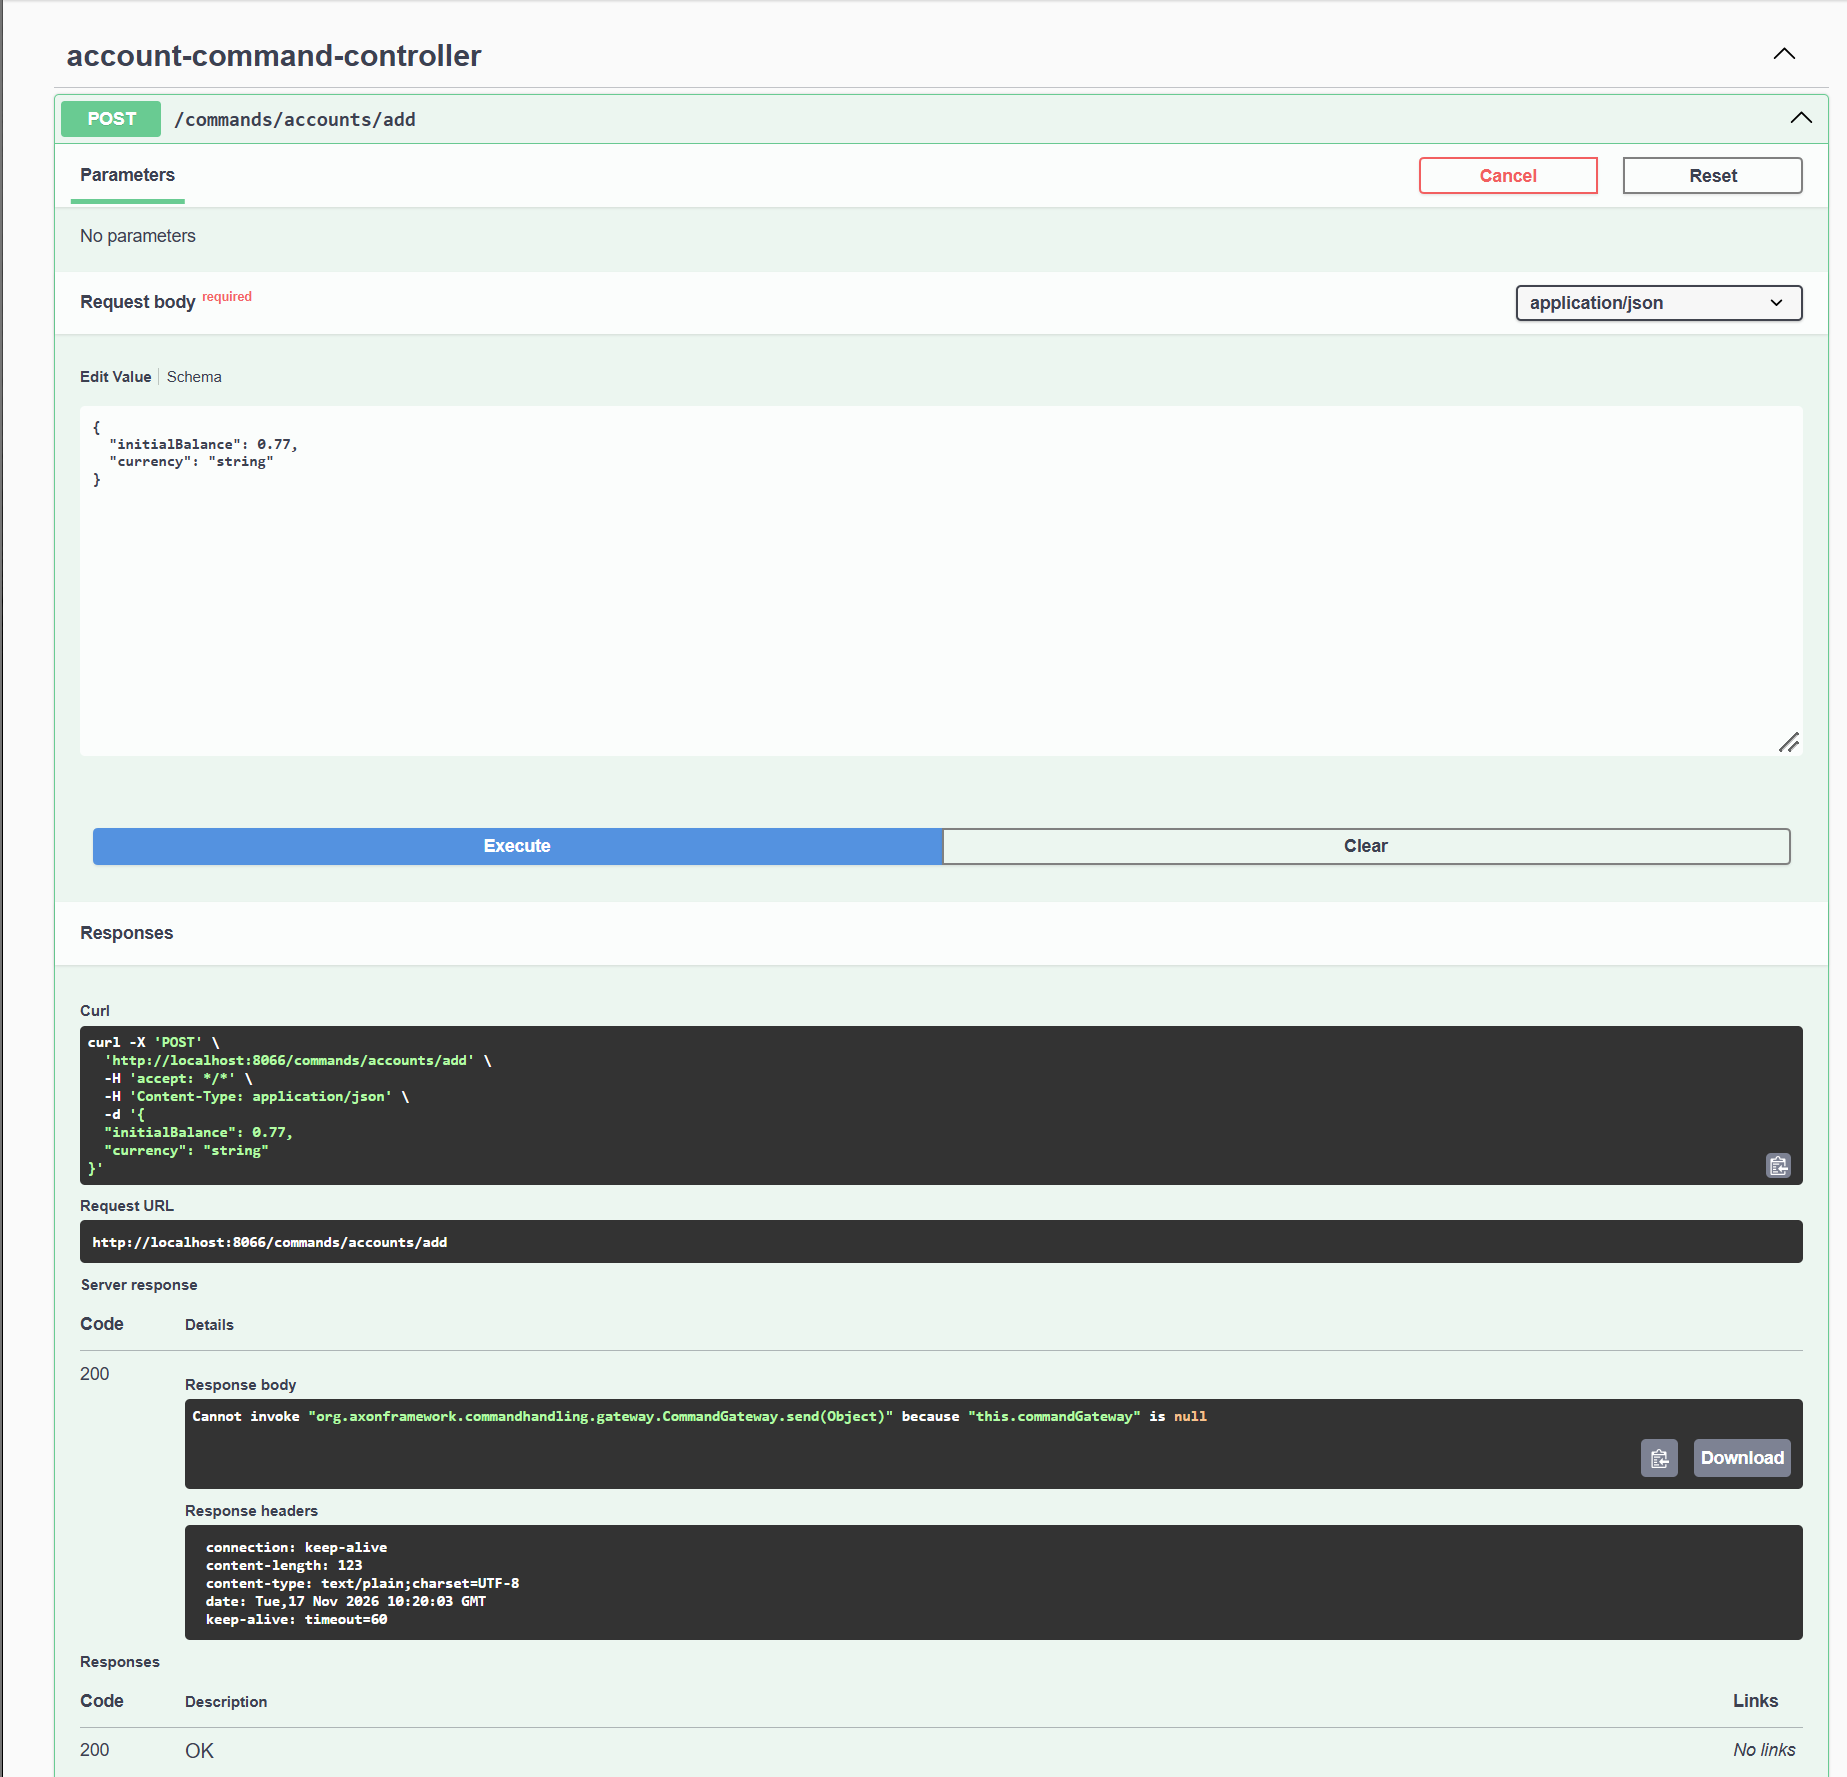 account-command-controller
POST /commands/accounts/add
Parameters
Cancel
Reset
No parameters
Request body required
application/json
Edit Value
Schema
{
  "initialBalance": 0.77,
  "currency": "string"
}
Execute
Clear
Responses
Curl
curl -X 'POST' \
  'http://localhost:8066/commands/accounts/add' \
  -H 'accept: */*' \
  -H 'Content-Type: application/json' \
  -d '{
  "initialBalance": 0.77,
  "currency": "string"
}'
Request URL
http://localhost:8066/commands/accounts/add
Server response
Code Details
200
Response body
Cannot invoke "org.axonframework.commandhandling.gateway.CommandGateway.send(Object)" because "this.commandGateway" is null
Download
Response headers
connection: keep-alive
content-length: 123
content-type: text/plain;charset=UTF-8
date: Tue,17 Nov 2026 10:20:03 GMT
keep-alive: timeout=60
Responses
Code Description Links
200 OK No links